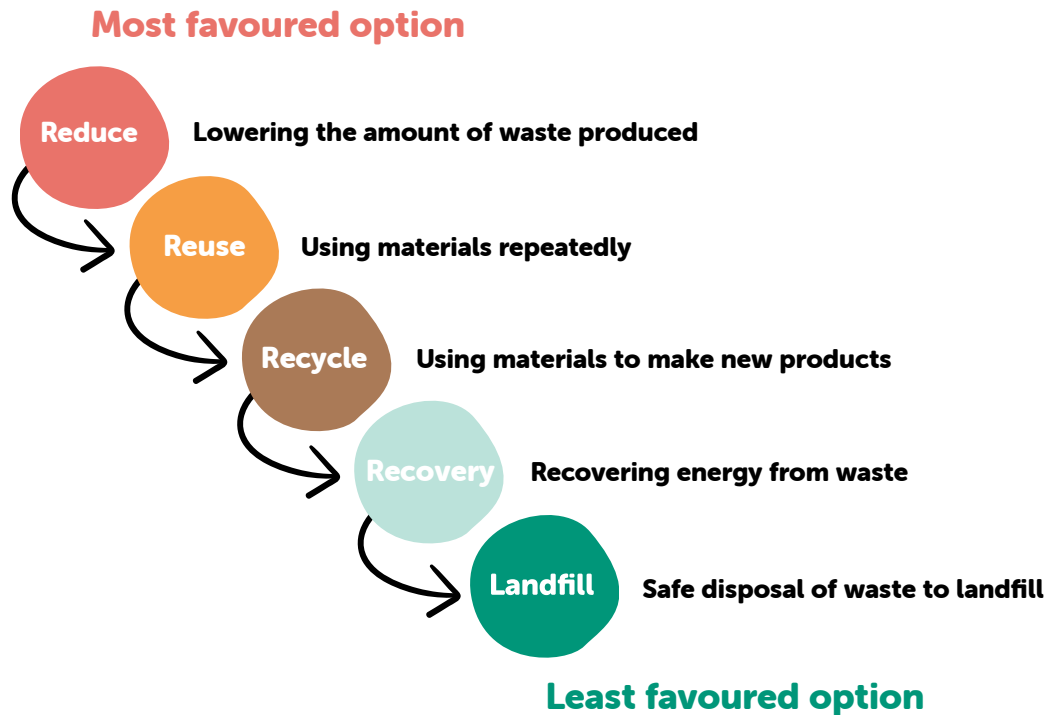 Most favoured option
Reduce
Lowering the amount of waste produced
Reuse
Using materials repeatedly
Recycle
Using materials to make new products
Recovery
Recovering energy from waste
Landfill
Safe disposal of waste to landfill
Least favoured option